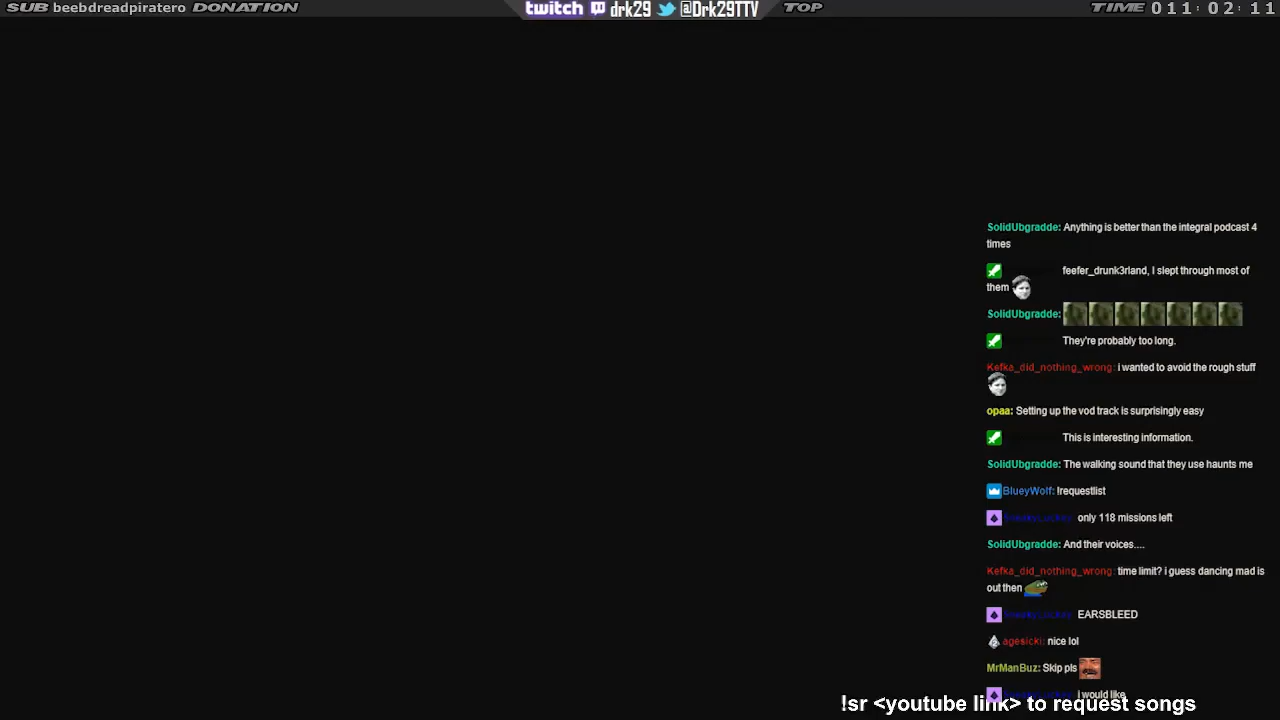 SUB beebdreadpiratero DONATION
twitch drk29 @Drk29TTV
TOP
TIME 011:02:11
SolidUbgradde: Anything is better than the integral podcast 4
times
feefer_drunk3rland, I slept through most of
them
SolidUbgradde:
They're probably too long.
Kefka_did_nothing_wrong: i wanted to avoid the rough stuff
opaa: Setting up the vod track is surprisingly easy
This is interesting information.
SolidUbgradde: The walking sound that they use haunts me
BlueyWolf: !requestlist
only 118 missions left
SolidUbgradde: And their voices....
Kefka_did_nothing_wrong: time limit? i guess dancing mad is
out then
EARSBLEED
agesicki: nice lol
MrManBuz: Skip pls
i would like
!sr <youtube link> to request songs